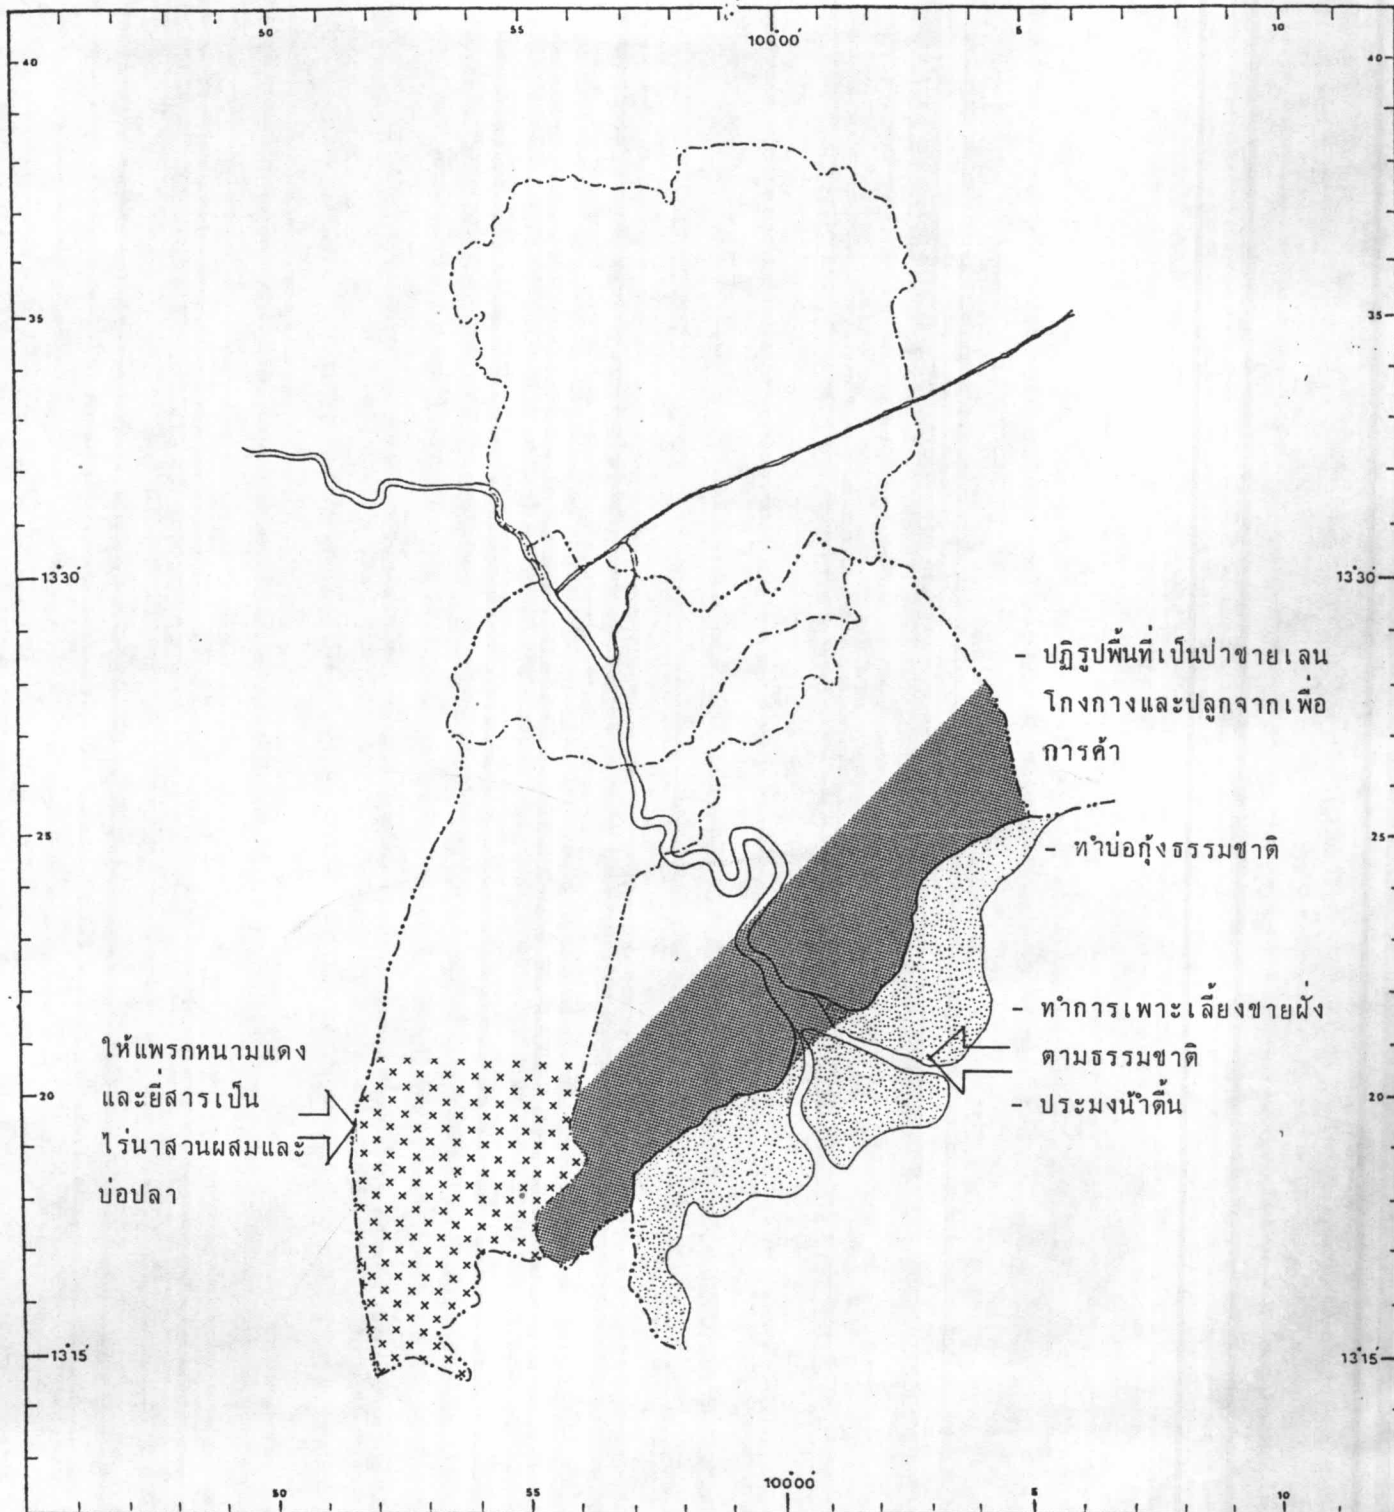 50 55 100°00' 5 10
40 40
35 35
13°30' 13°30'
- ปฏิรูปพื้นที่เป็นป่าชายเลน
โกงกางและปลูกจากเพื่อ
การค้า
25 25
- ทำบ่อกุ้งธรรมชาติ
- ทำการเพาะเลี้ยงชายฝั่ง
ตามธรรมชาติ
- ประมงน้ำตื้น
ให้แพรกหนามแดง
และยี่สารเป็น
ไร่นาสวนผสมและ
บ่อปลา
20 20
13°15' 13°15'
50 55 100°00' 5 10